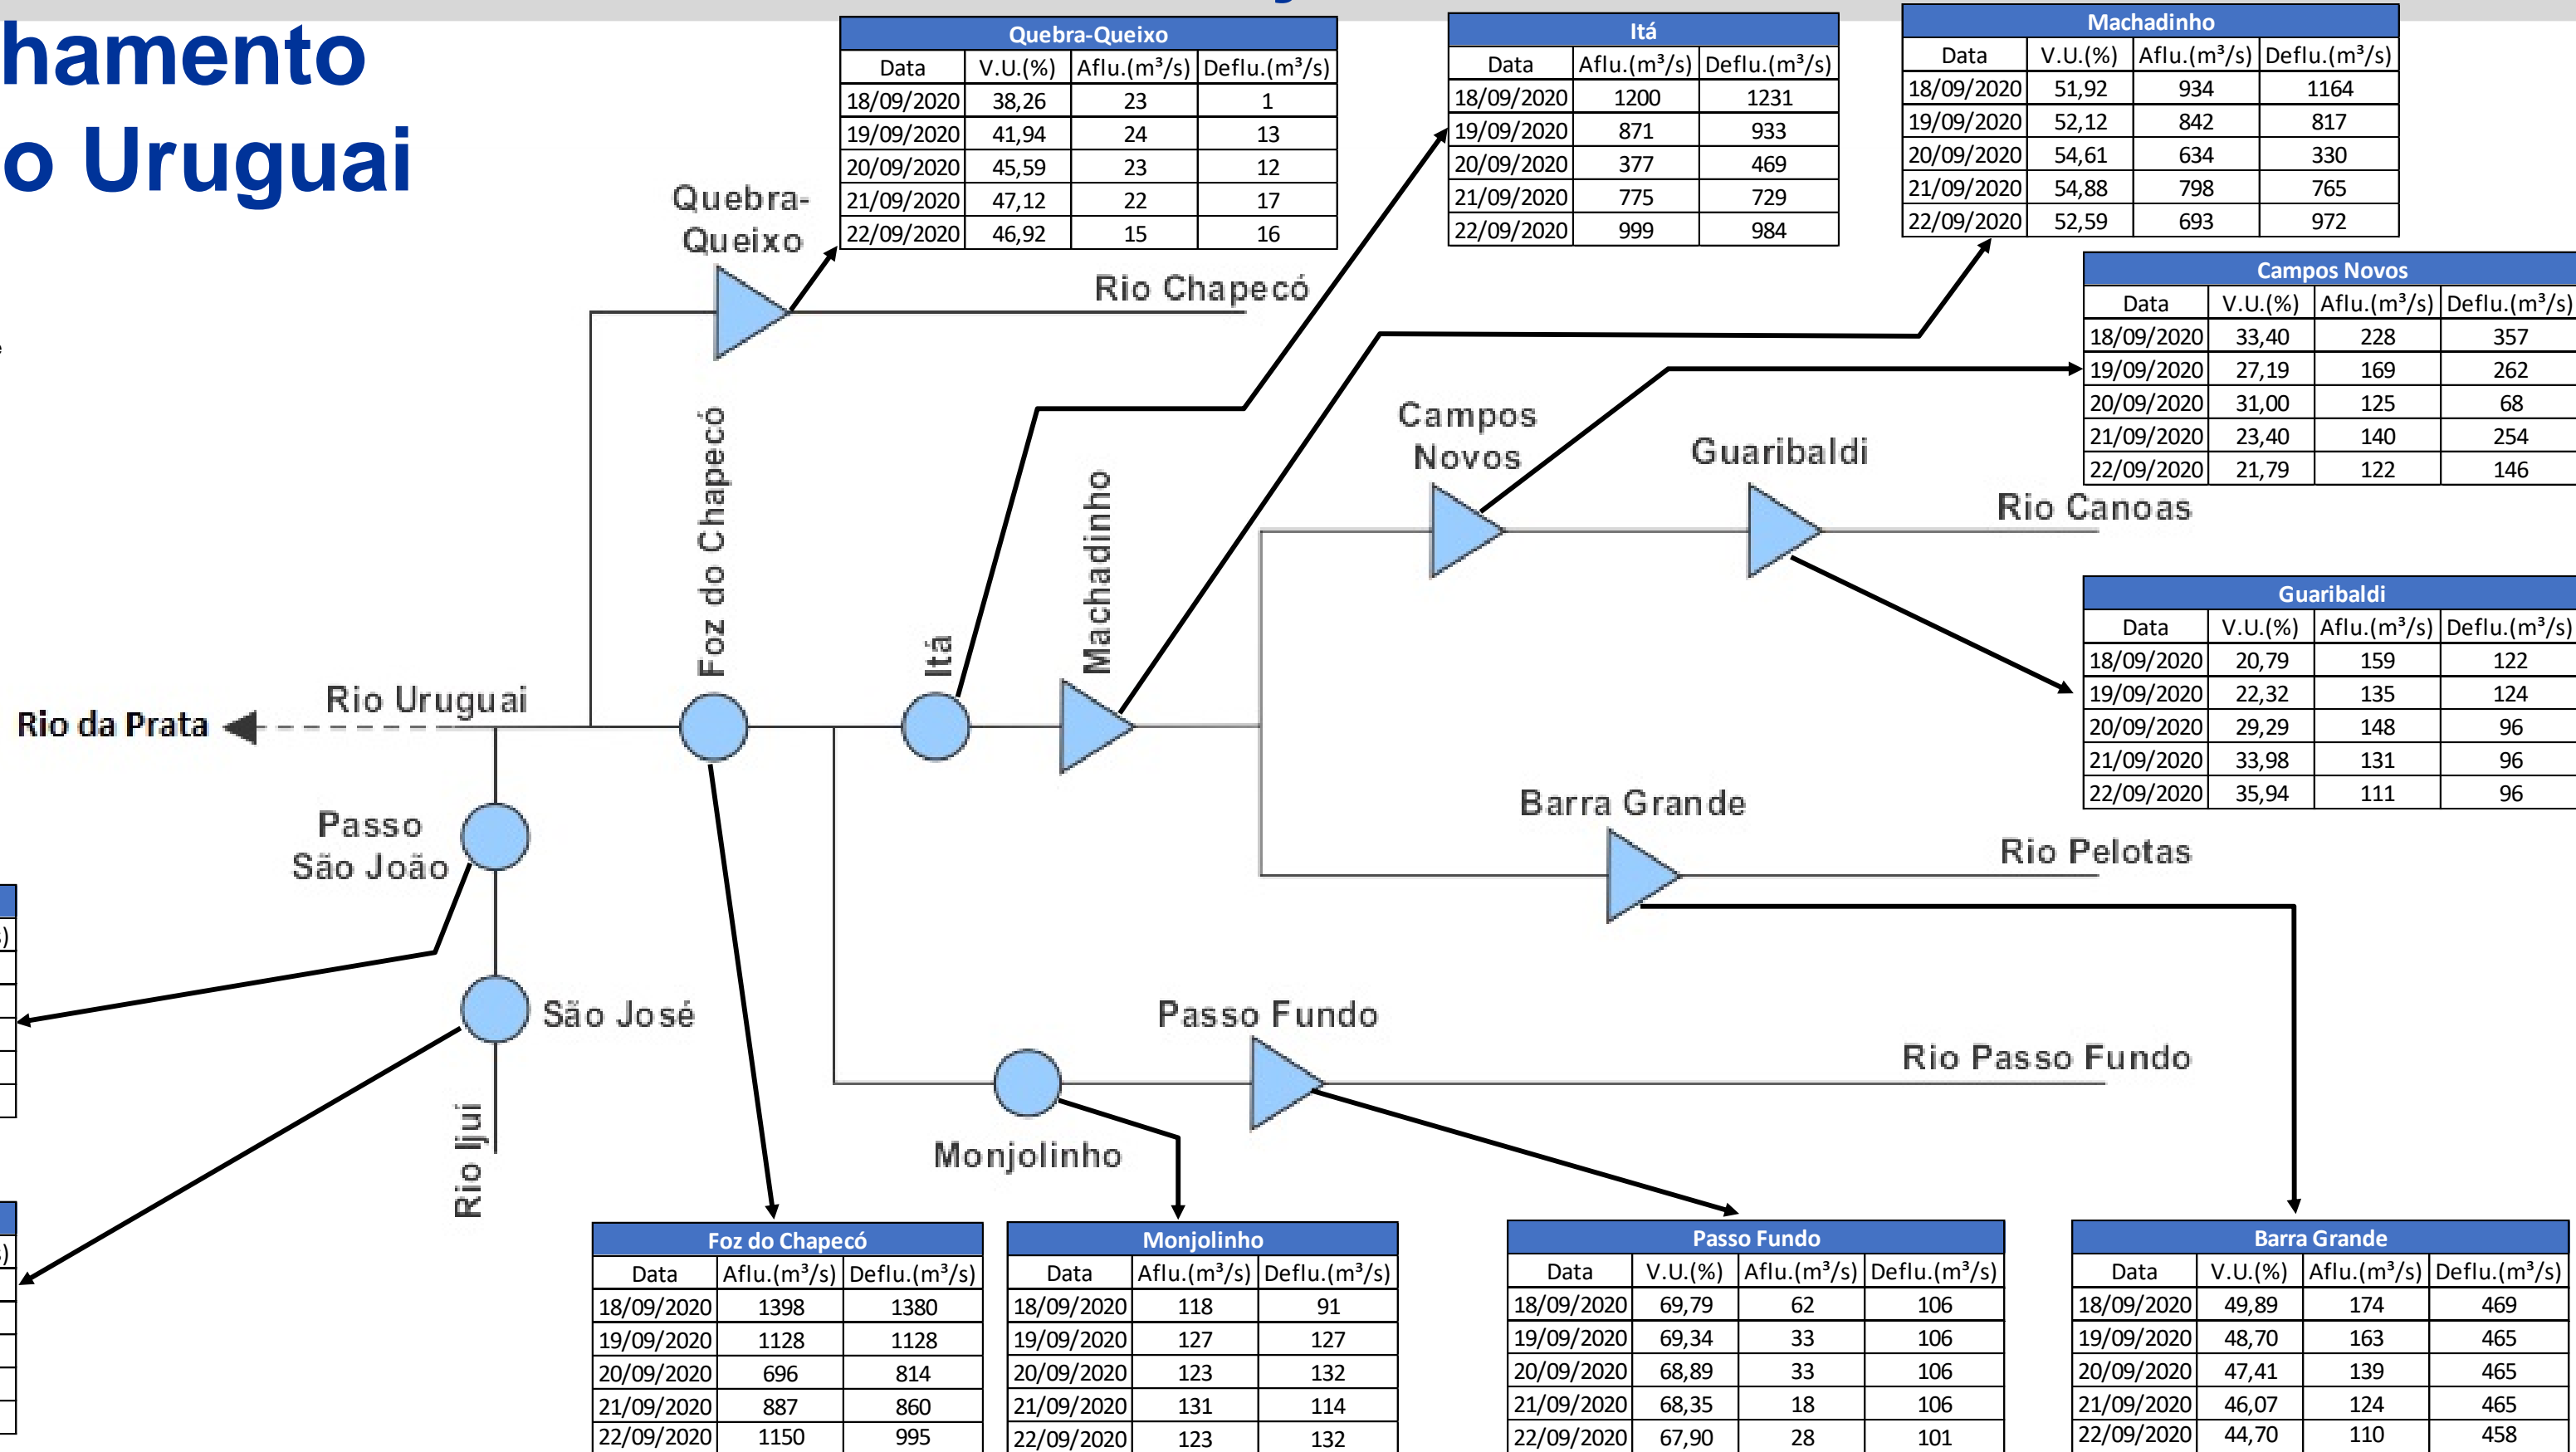 hamento
o Uruguai
Quebra-Queixo
Data V.U.(%) Aflu.(m³/s) Deflu.(m³/s)
18/09/2020 38,26 23 1
19/09/2020 41,94 24 13
20/09/2020 45,59 23 12
21/09/2020 47,12 22 17
22/09/2020 46,92 15 16
Itá
Data Aflu.(m³/s) Deflu.(m³/s)
18/09/2020 1200 1231
19/09/2020 871 933
20/09/2020 377 469
21/09/2020 775 729
22/09/2020 999 984
Machadinho
Data V.U.(%) Aflu.(m³/s) Deflu.(m³/s)
18/09/2020 51,92 934 1164
19/09/2020 52,12 842 817
20/09/2020 54,61 634 330
21/09/2020 54,88 798 765
22/09/2020 52,59 693 972
Campos Novos
Data V.U.(%) Aflu.(m³/s) Deflu.(m³/s)
18/09/2020 33,40 228 357
19/09/2020 27,19 169 262
20/09/2020 31,00 125 68
21/09/2020 23,40 140 254
22/09/2020 21,79 122 146
Quebra-
Queixo
Rio Chapecó
Foz do Chapecó
Itá
Machadinho
Campos
Novos
Guaribaldi
Rio Canoas
Guaribaldi
Data V.U.(%) Aflu.(m³/s) Deflu.(m³/s)
18/09/2020 20,79 159 122
19/09/2020 22,32 135 124
20/09/2020 29,29 148 96
21/09/2020 33,98 131 96
22/09/2020 35,94 111 96
Rio da Prata
Rio Uruguai
Barra Grande
Rio Pelotas
Passo
São João
São José
Rio Ijuí
Passo Fundo
Rio Passo Fundo
Monjolinho
s)
s)
Foz do Chapecó
Data Aflu.(m³/s) Deflu.(m³/s)
18/09/2020 1398 1380
19/09/2020 1128 1128
20/09/2020 696 814
21/09/2020 887 860
22/09/2020 1150 995
Monjolinho
Data Aflu.(m³/s) Deflu.(m³/s)
18/09/2020 118 91
19/09/2020 127 127
20/09/2020 123 132
21/09/2020 131 114
22/09/2020 123 132
Passo Fundo
Data V.U.(%) Aflu.(m³/s) Deflu.(m³/s)
18/09/2020 69,79 62 106
19/09/2020 69,34 33 106
20/09/2020 68,89 33 106
21/09/2020 68,35 18 106
22/09/2020 67,90 28 101
Barra Grande
Data V.U.(%) Aflu.(m³/s) Deflu.(m³/s)
18/09/2020 49,89 174 469
19/09/2020 48,70 163 465
20/09/2020 47,41 139 465
21/09/2020 46,07 124 465
22/09/2020 44,70 110 458